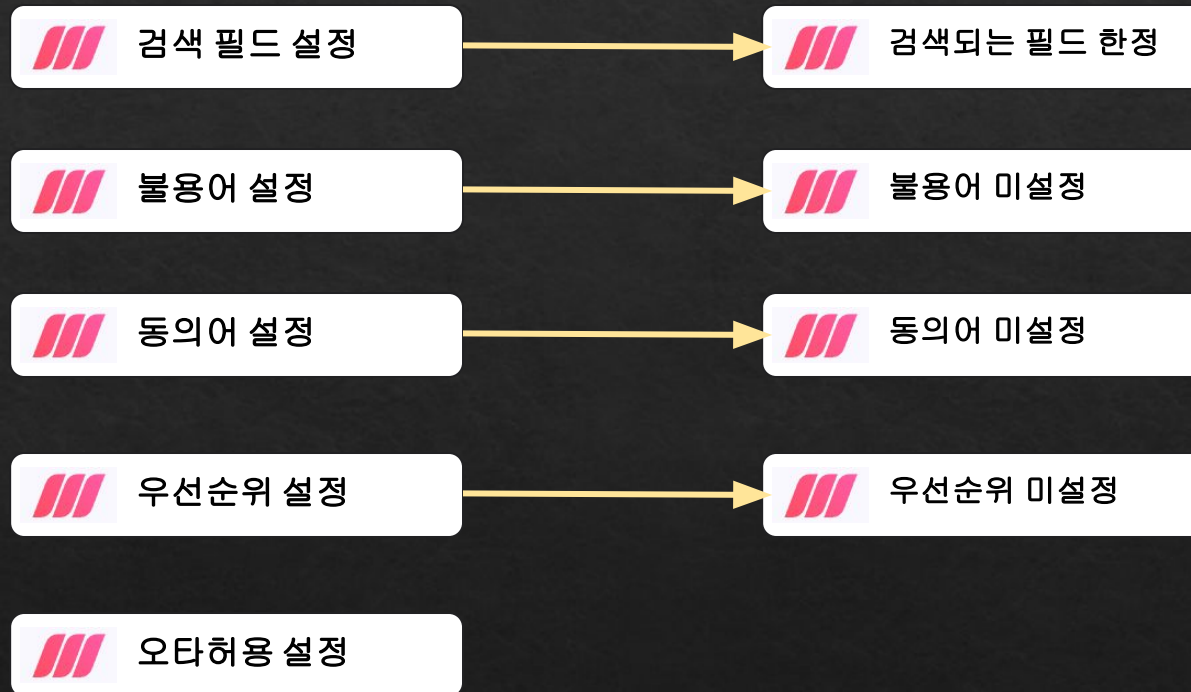 검색 필드 설정
검색되는 필드 한정
불용어 설정
불용어 미설정
동의어 설정
동의어 미설정
우선순위 설정
우선순위 미설정
오타허용 설정